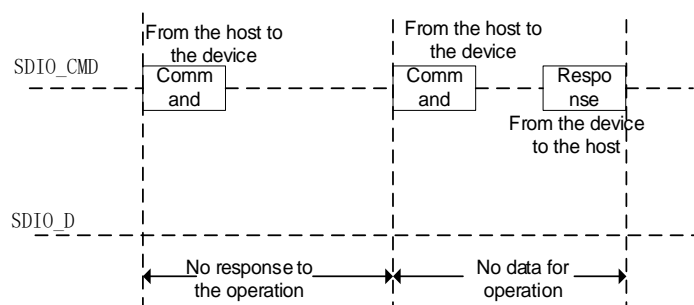 From the host to
the device
From the host to
the device
SDIO_CMD
Comm
and
Comm
and
Respo
nse
From the device
to the host
SDIO_D
No response to
the operation
No data for
operation